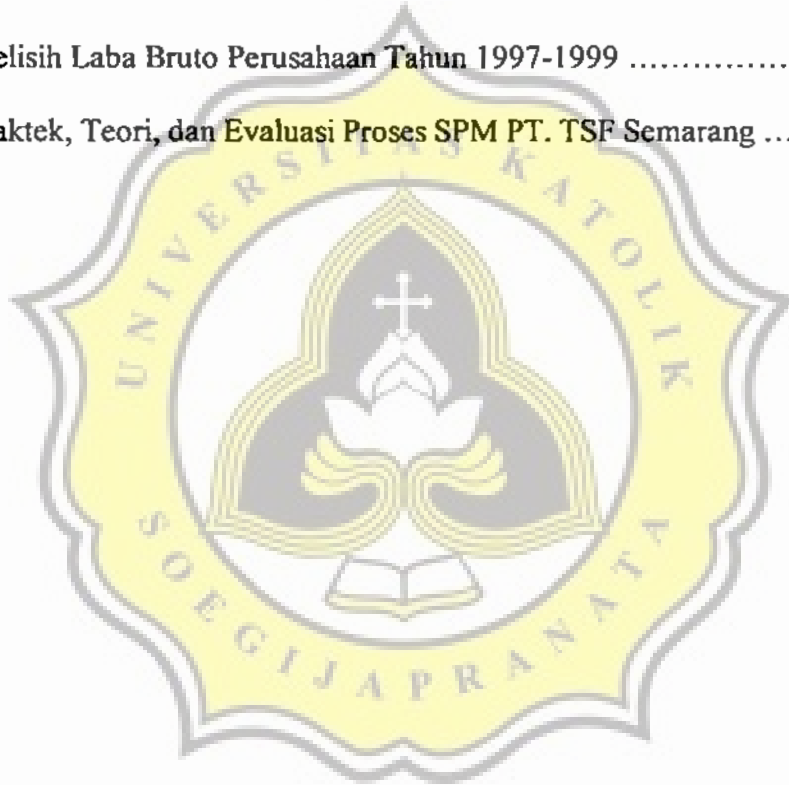 elisih Laba Bruto Perusahaan Tahun 1997-1999 ................
aktek, Teori, dan Evaluasi Proses SPM PT. TSF Semarang ...
UNIVERSITAS KATOLIK
SOEGIJAPRANATA